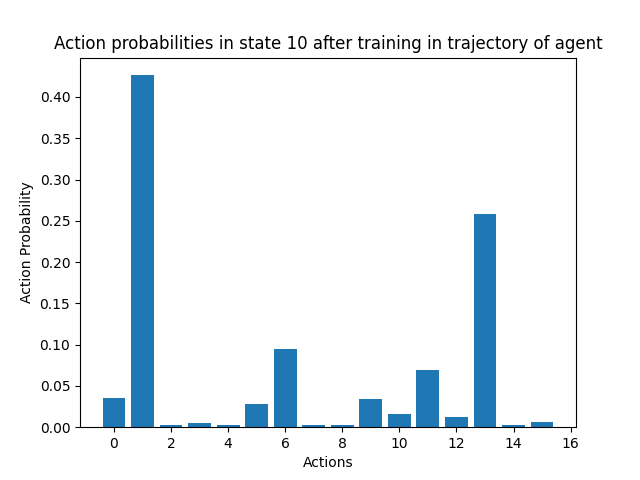 Action probabilities in state 10 after training in trajectory of agent
0.40
0.35
0.30
0.25
0.20
0.15
0.10
0.05
0.00
Action Probability
0 2 4 6 8 10 12 14 16
Actions